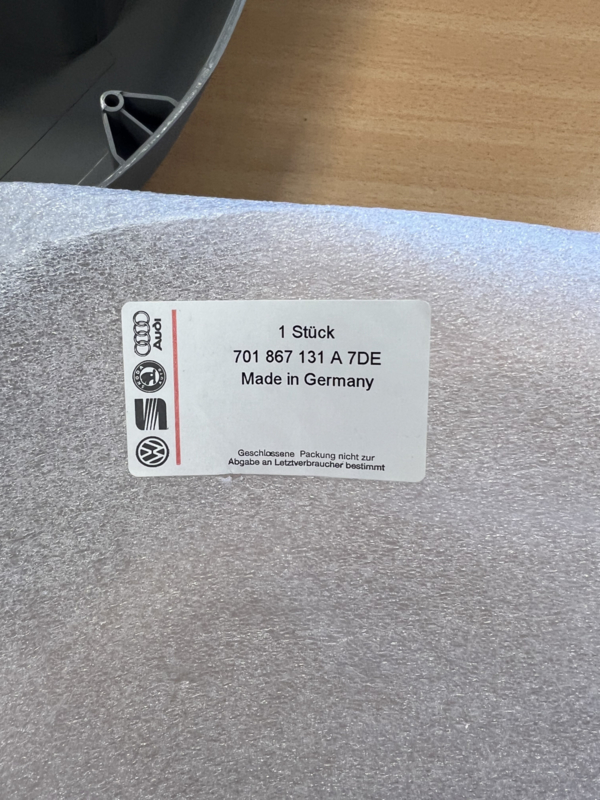 1 Stück
701 867 131 A 7DE
Made in Germany
Geschlossene Packung nicht zur
Abgabe an Letztverbraucher bestimmt
Audi